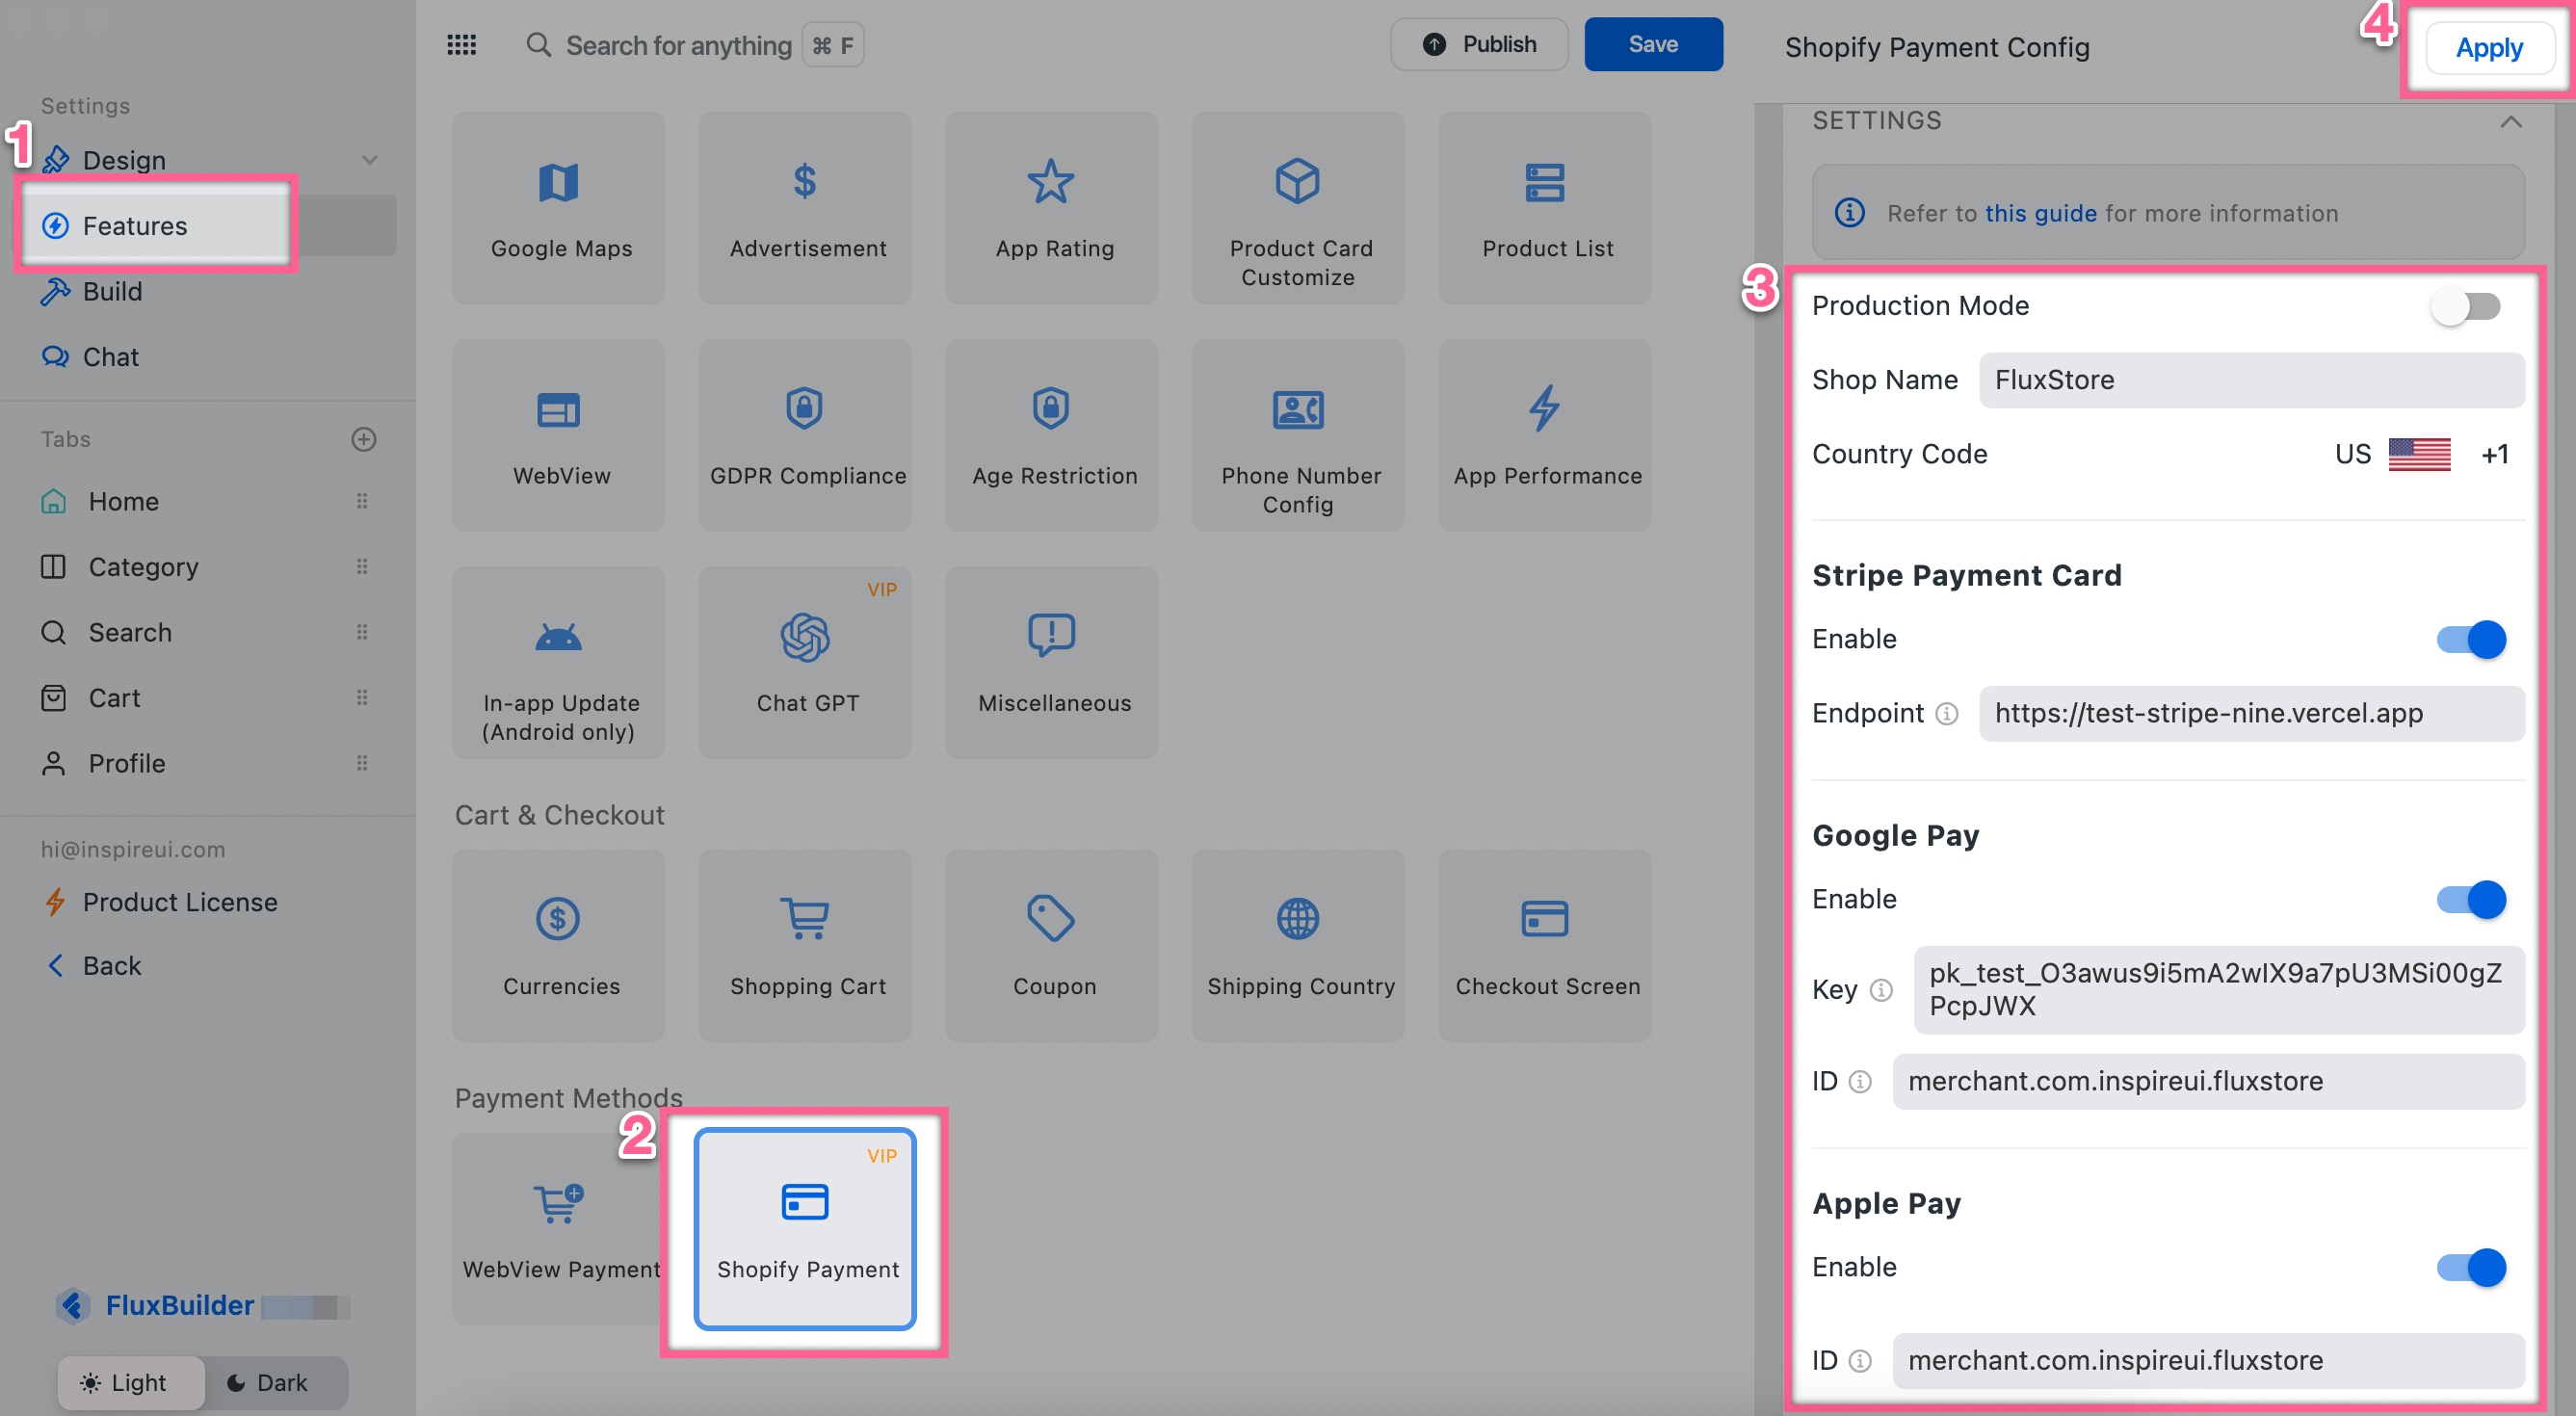 Settings
1
Design
Features
Build
Chat
Tabs
Home
Category
Search
Cart
Profile
hi@inspireui.com
Product License
Back
FluxBuilder
Light
Dark
Search for anything
⌘ F
Publish
Save
Google Maps
Advertisement
App Rating
Product Card
Customize
Product List
WebView
GDPR Compliance
Age Restriction
Phone Number
Config
App Performance
In-app Update
(Android only)
VIP
Chat GPT
Miscellaneous
Cart & Checkout
Currencies
Shopping Cart
Coupon
Shipping Country
Checkout Screen
Payment Methods
WebView Payment
2
VIP
Shopify Payment
Shopify Payment Config
4
Apply
SETTINGS
Refer to this guide for more information
3
Production Mode
Shop Name FluxStore
Country Code US +1
Stripe Payment Card
Enable
Endpoint https://test-stripe-nine.vercel.app
Google Pay
Enable
Key pk_test_O3awus9i5mA2wIX9a7pU3MSi00gZ
PcpJWX
ID merchant.com.inspireui.fluxstore
Apple Pay
Enable
ID merchant.com.inspireui.fluxstore